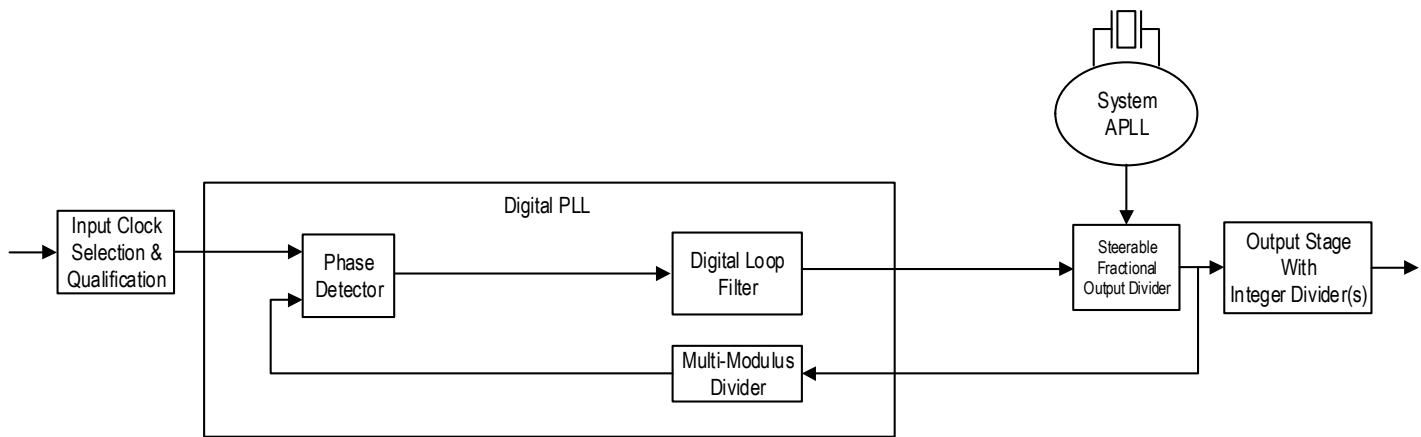 System
APLL
Digital PLL
Input Clock
Selection &
Qualification
Phase
Detector
Digital Loop
Filter
Steerable
Fractional
Output Divider
Output Stage
With
Integer Divider(s)
Multi-Modulus
Divider